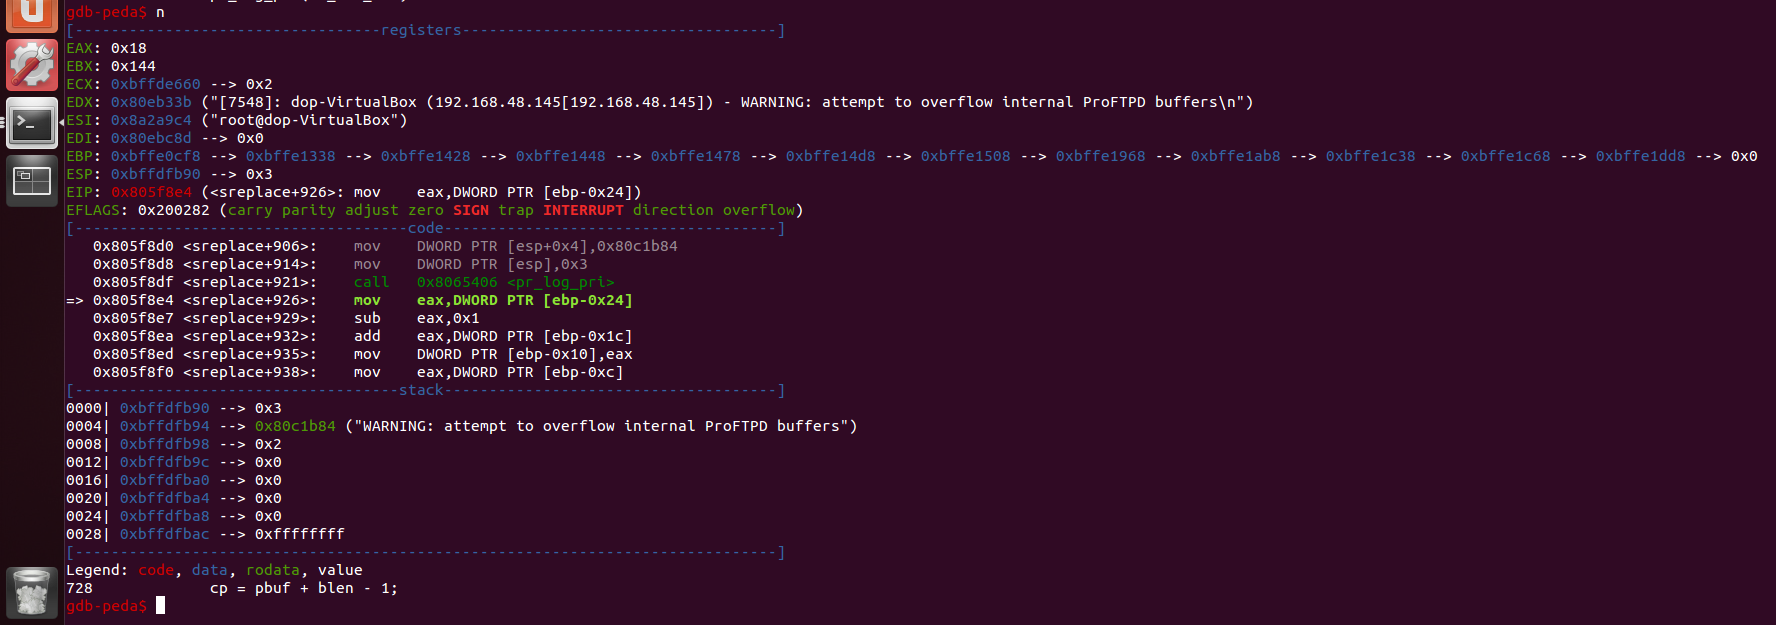 gdb-peda$ n
[----------------------------------registers-----------------------------------]
EAX: 0x18
EBX: 0x144
ECX: 0xbffde660 --> 0x2
EDX: 0x80eb33b ("[7548]: dop-VirtualBox (192.168.48.145[192.168.48.145]) - WARNING: attempt to overflow internal ProFTPD buffers\n")
ESI: 0x8a2a9c4 ("root@dop-VirtualBox")
EDI: 0x80ebc8d --> 0x0
EBP: 0xbffe0cf8 --> 0xbffe1338 --> 0xbffe1428 --> 0xbffe1448 --> 0xbffe1478 --> 0xbffe14d8 --> 0xbffe1508 --> 0xbffe1968 --> 0xbffe1ab8 --> 0xbffe1c38 --> 0xbffe1c68 --> 0xbffe1dd8 --> 0x0
ESP: 0xbffdfb90 --> 0x3
EIP: 0x805f8e4 (<sreplace+926>: mov    eax,DWORD PTR [ebp-0x24])
EFLAGS: 0x200282 (carry parity adjust zero SIGN trap INTERRUPT direction overflow)
[-------------------------------------code-------------------------------------]
   0x805f8d0 <sreplace+906>:    mov    DWORD PTR [esp+0x4],0x80c1b84
   0x805f8d8 <sreplace+914>:    mov    DWORD PTR [esp],0x3
   0x805f8df <sreplace+921>:    call   0x8065406 <pr_log_pri>
=> 0x805f8e4 <sreplace+926>:    mov    eax,DWORD PTR [ebp-0x24]
   0x805f8e7 <sreplace+929>:    sub    eax,0x1
   0x805f8ea <sreplace+932>:    add    eax,DWORD PTR [ebp-0x1c]
   0x805f8ed <sreplace+935>:    mov    DWORD PTR [ebp-0x10],eax
   0x805f8f0 <sreplace+938>:    mov    eax,DWORD PTR [ebp-0xc]
[------------------------------------stack-------------------------------------]
0000| 0xbffdfb90 --> 0x3
0004| 0xbffdfb94 --> 0x80c1b84 ("WARNING: attempt to overflow internal ProFTPD buffers")
0008| 0xbffdfb98 --> 0x2
0012| 0xbffdfb9c --> 0x0
0016| 0xbffdfba0 --> 0x0
0020| 0xbffdfba4 --> 0x0
0024| 0xbffdfba8 --> 0x0
0028| 0xbffdfbac --> 0xffffffff
[------------------------------------------------------------------------------]
Legend: code, data, rodata, value
728             cp = pbuf + blen - 1;
gdb-peda$